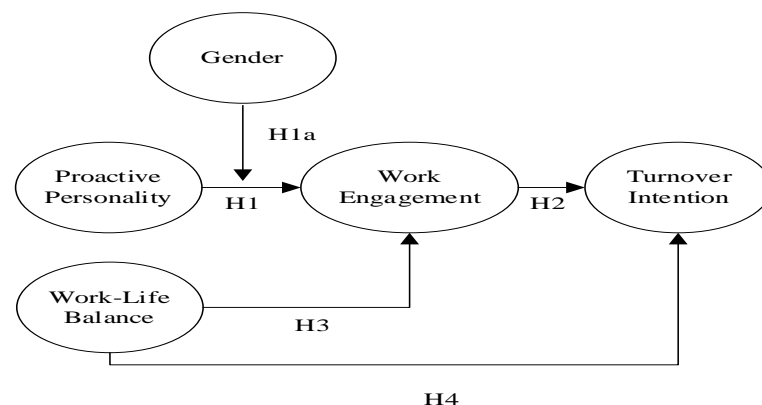 Gender
H1a
Proactive
Personality
H1
Work
Engagement
H2
Turnover
Intention
Work-Life
Balance
H3
H4